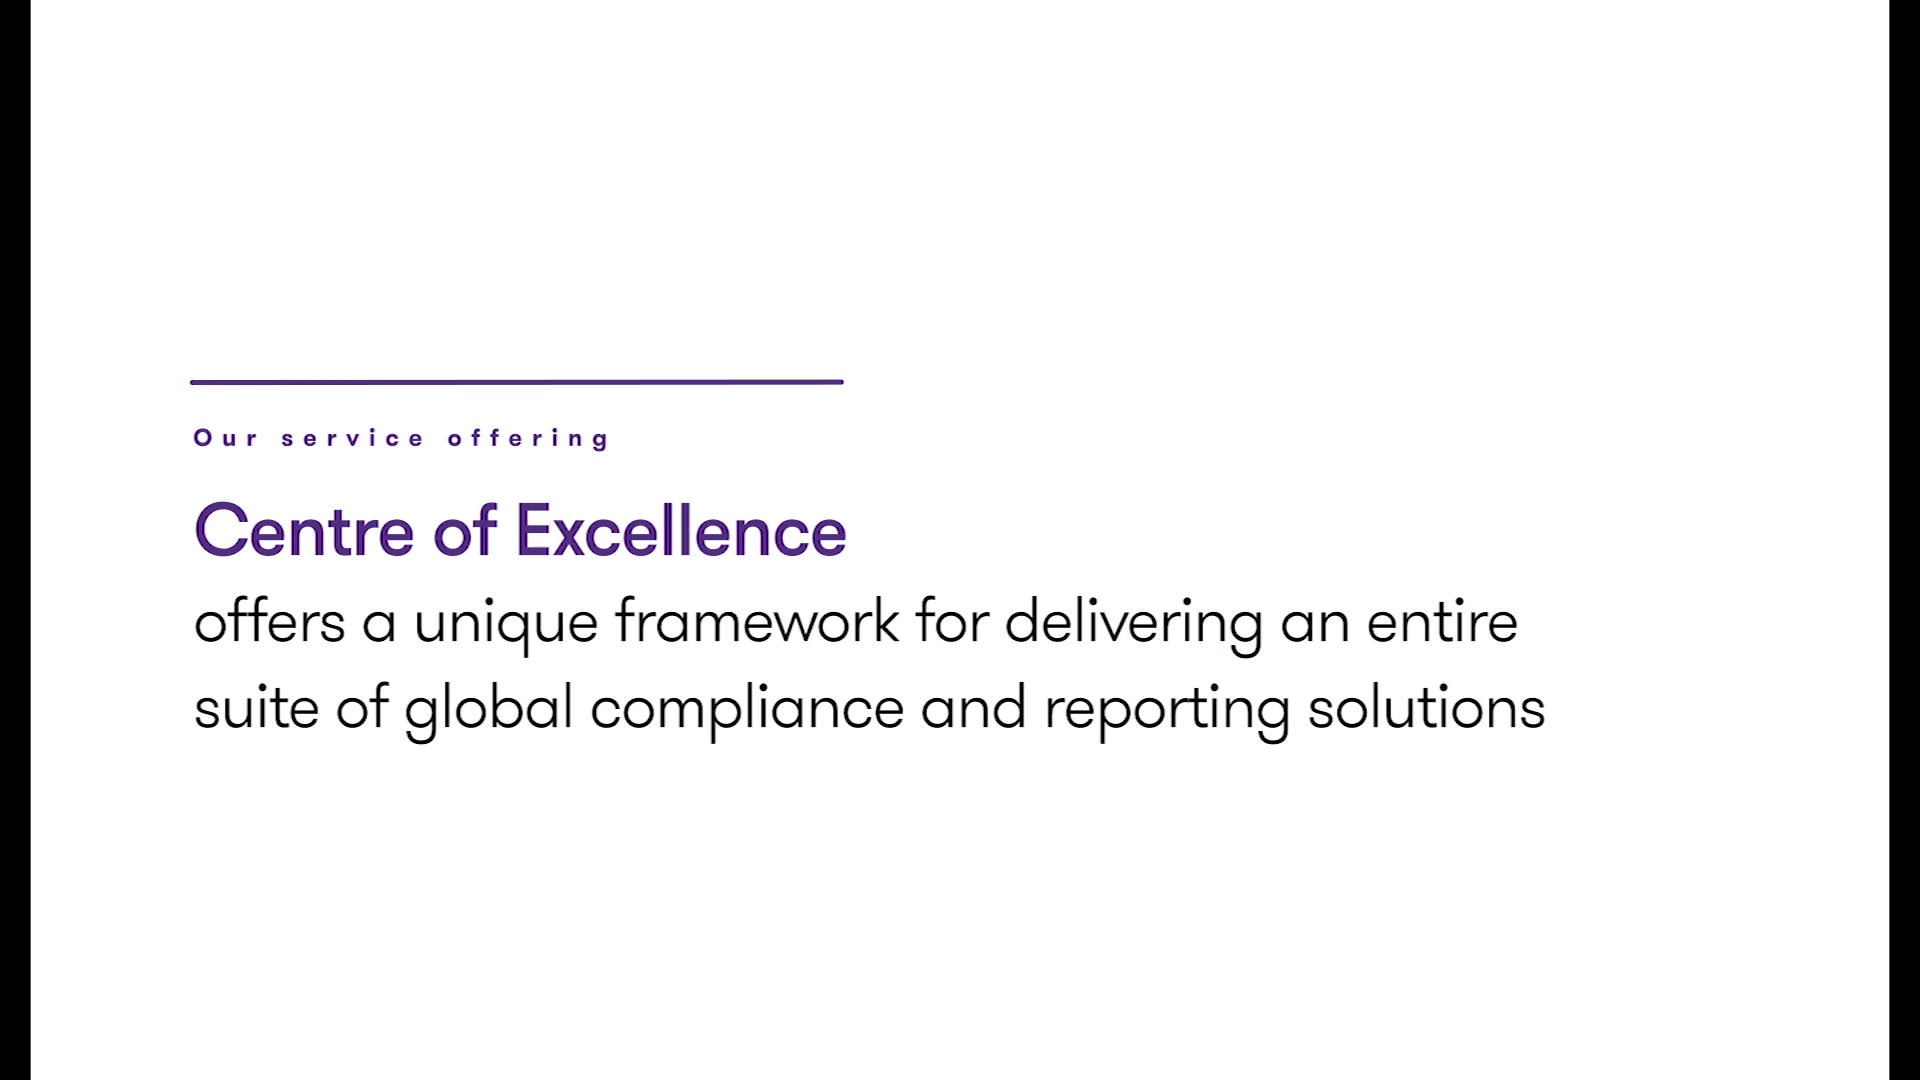 Our service offering
Centre of Excellence
offers a unique framework for delivering an entire
suite of global compliance and reporting solutions